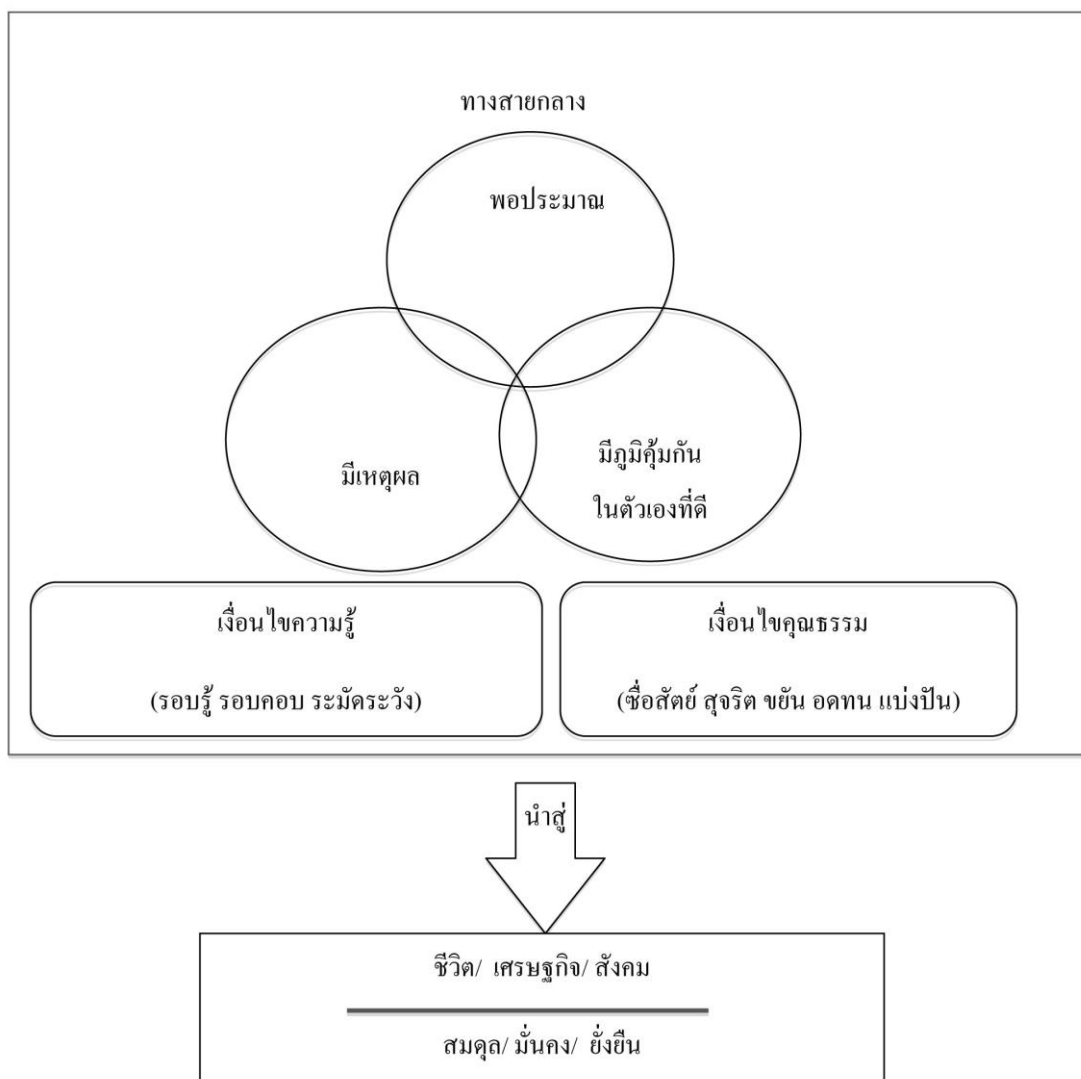 ทางสายกลาง
พอประมาณ
มีเหตุผล
มีภูมิคุ้มกัน
ในตัวเองที่ดี
เงื่อนไขความรู้
(รอบรู้ รอบคอบ ระมัดระวัง)
เงื่อนไขคุณธรรม
(ซื่อสัตย์ สุจริต ขยัน อดทน แบ่งปัน)
นำสู่
ชีวิต/ เศรษฐกิจ/ สังคม
สมดุล/ มั่นคง/ ยั่งยืน